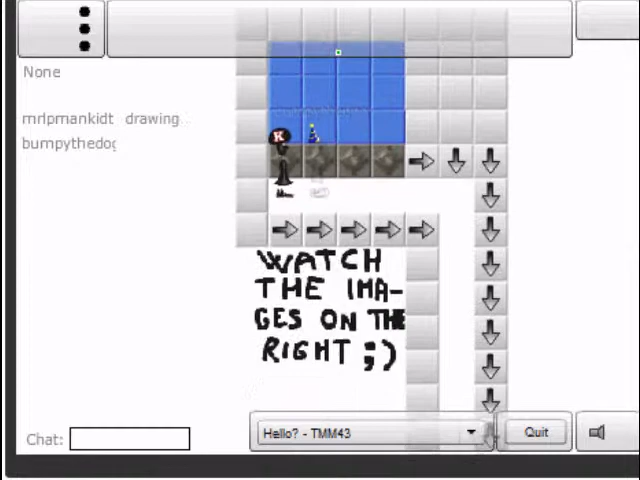 None
mrlpmankidt drawing
bumpythedog
K
WATCH
THE IMA-
GES ON THE
RIGHT ;)
Chat:
Hello? - TMM43
Quit